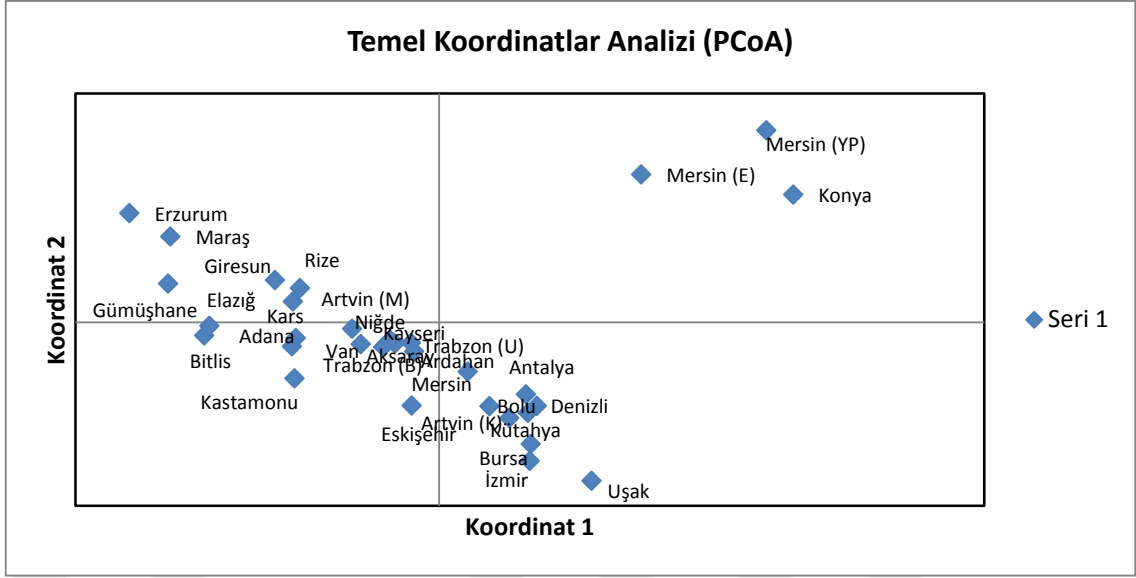 Temel Koordinatlar Analizi (PCoA)
Mersin (YP)
Mersin (E)
Konya
Erzurum
Maraş
Giresun
Rize
Gümüşhane
Elazığ
Artvin (M)
Kars
Niğde
Adana
Kayseri
Bitlis
Van
Aksaray
Trabzon (U)
Trabzon (B)
Ardahan
Antalya
Mersin
Kastamonu
Bolu
Denizli
Artvin (K)
Kütahya
Eskişehir
Bursa
İzmir
Uşak
Koordinat 2
Koordinat 1
Seri 1